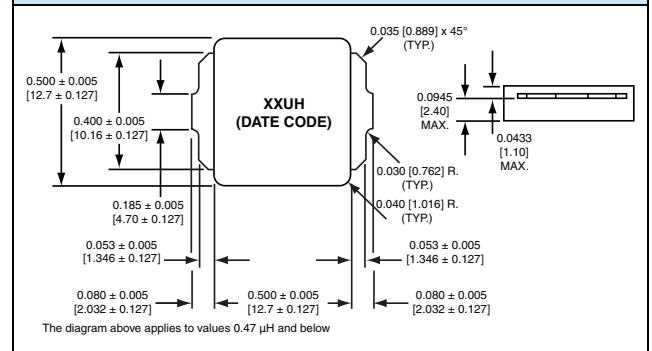 0.035 [0.889] x 45°
(TYP.)
0.500 ± 0.005
[12.7 ± 0.127]
0.400 ± 0.005
[10.16 ± 0.127]
XXUH
(DATE CODE)
0.0945
[2.40]
MAX.
0.0433
[1.10]
MAX.
0.030 [0.762] R.
(TYP.)
0.040 [1.016] R.
(TYP.)
0.185 ± 0.005
[4.70 ± 0.127]
0.053 ± 0.005
[1.346 ± 0.127]
0.053 ± 0.005
[1.346 ± 0.127]
0.080 ± 0.005
[2.032 ± 0.127]
0.500 ± 0.005
[12.7 ± 0.127]
0.080 ± 0.005
[2.032 ± 0.127]
The diagram above applies to values 0.47 µH and below